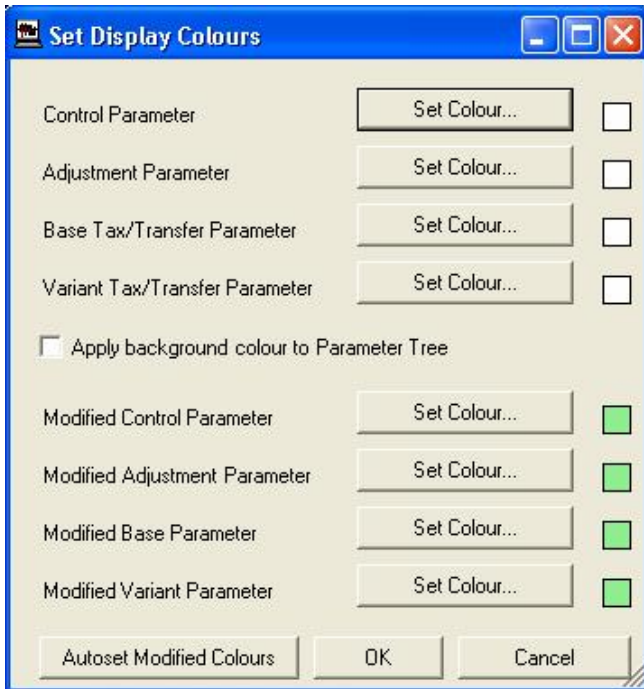 Set Display Colours
Control Parameter Set Colour...
Adjustment Parameter Set Colour...
Base Tax/Transfer Parameter Set Colour...
Variant Tax/Transfer Parameter Set Colour...
Apply background colour to Parameter Tree
Modified Control Parameter Set Colour...
Modified Adjustment Parameter Set Colour...
Modified Base Parameter Set Colour...
Modified Variant Parameter Set Colour...
Autoset Modified Colours OK Cancel